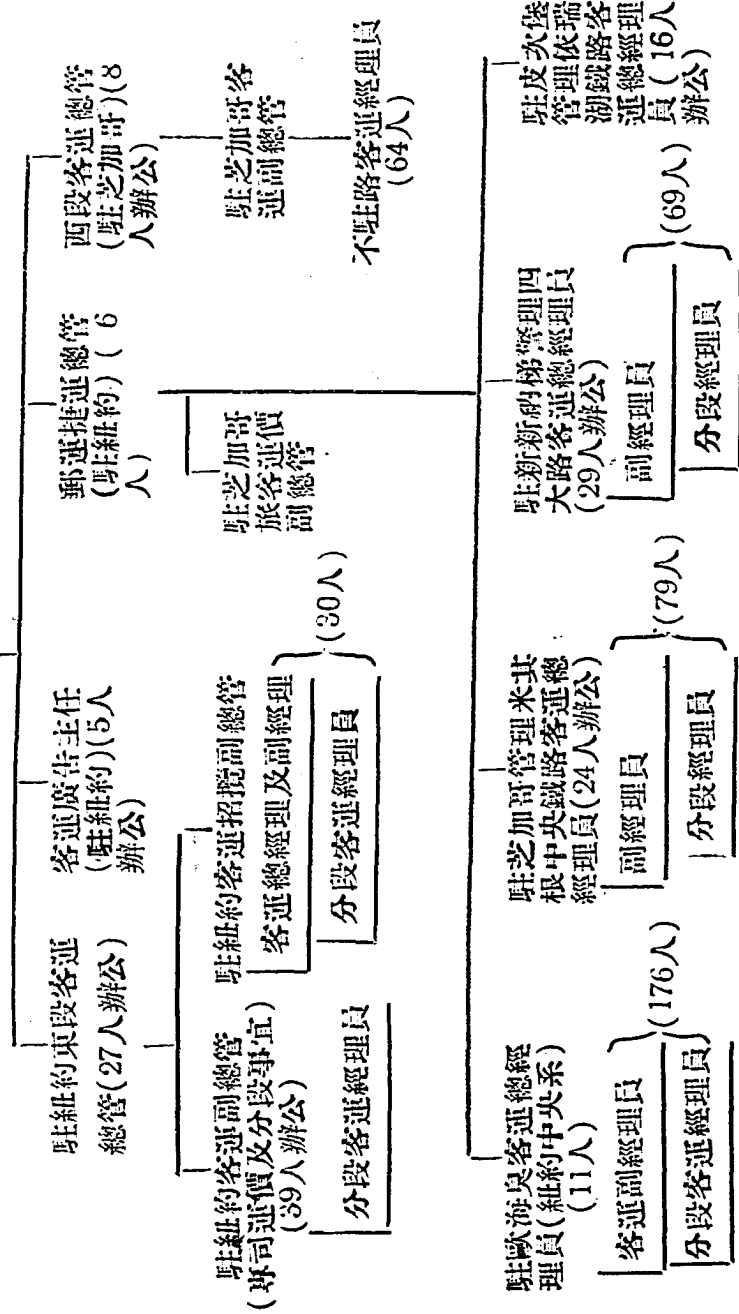 駐紐約東段客運
總管(27人辦公)
客運廣告主任
(駐紐約)(5人
辦公)
郵運捷運總管
(駐紐約)(6
人)
西段客運總管
(駐芝加哥)(8
人辦公)
駐紐約客運副總管
(專司運價及分段事宜)
(39人辦公)
分段客運經理員
駐紐約客運招攬副總管
客運總經理及副經理
分段客運經理員
(30人)
駐芝加哥
旅客運價
副總管
駐芝加哥客
運副總管
不駐路客運經理員
(64人)
駐歐海臭客運總經
理員(紐約中央系)
(11人)
客運副經理員
分段客運經理員
(176人)
駐芝加哥管理米其
根中央鐵路客運總
經理員(24人辦公)
副經理員
分段經理員
(79人)
駐新新納梯管理四
大路客運總經理員
(29人辦公)
副經理員
分段經理員
(69人)
駐皮次堡
管理依瑞
湖鐵路客
運總經理
員(16人
辦公)